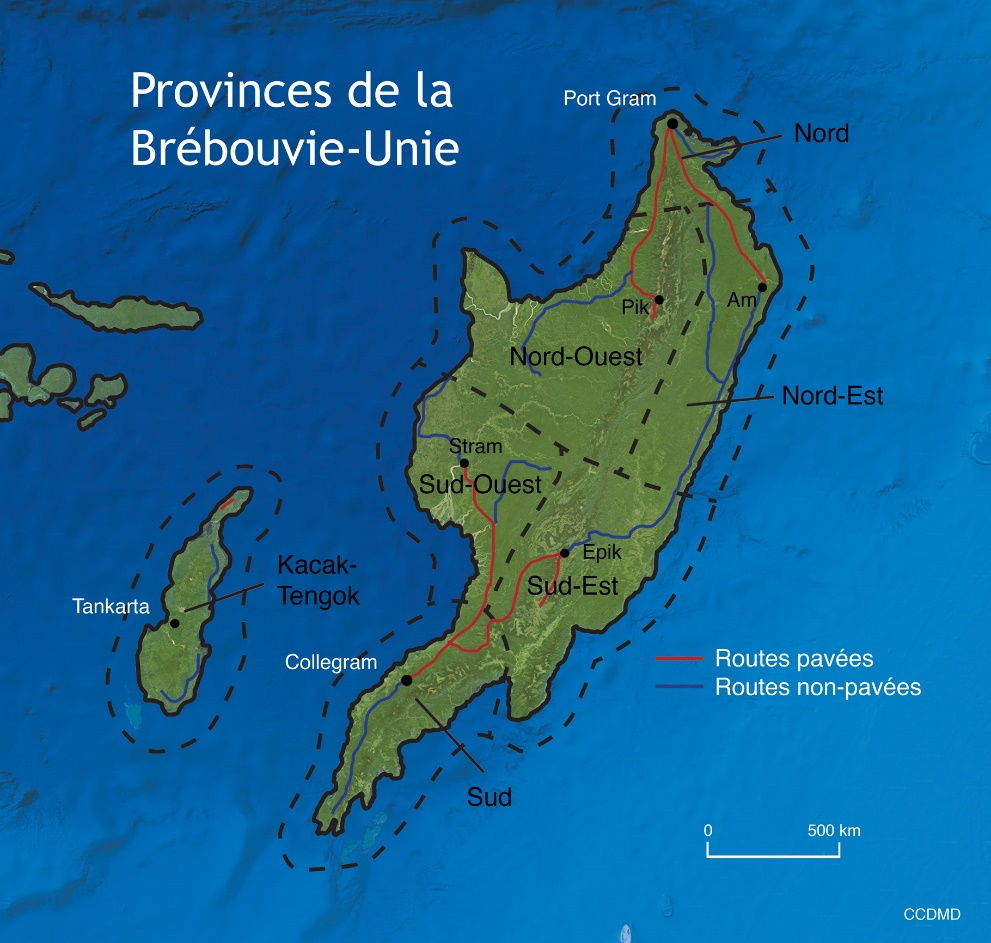 Provinces de la
Brébouvie-Unie
Port Gram
Nord
Pik
Am
Nord-Ouest
Nord-Est
Stram
Sud-Ouest
Epik
Kacak-
Tengok
Sud-Est
Tankarta
Collegram
Routes pavées
Routes non-pavées
Sud
0 500 km
CCDMD